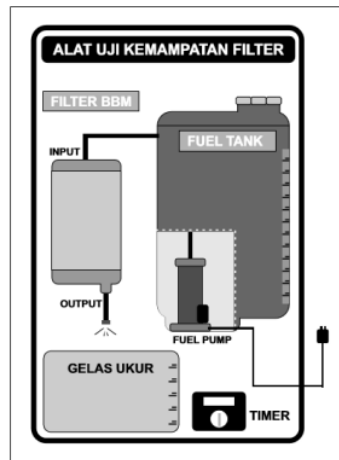 ALAT UJI KEMAMPATAN FILTER
FILTER BBM
FUEL TANK
INPUT
OUTPUT
FUEL PUMP
GELAS UKUR
TIMER